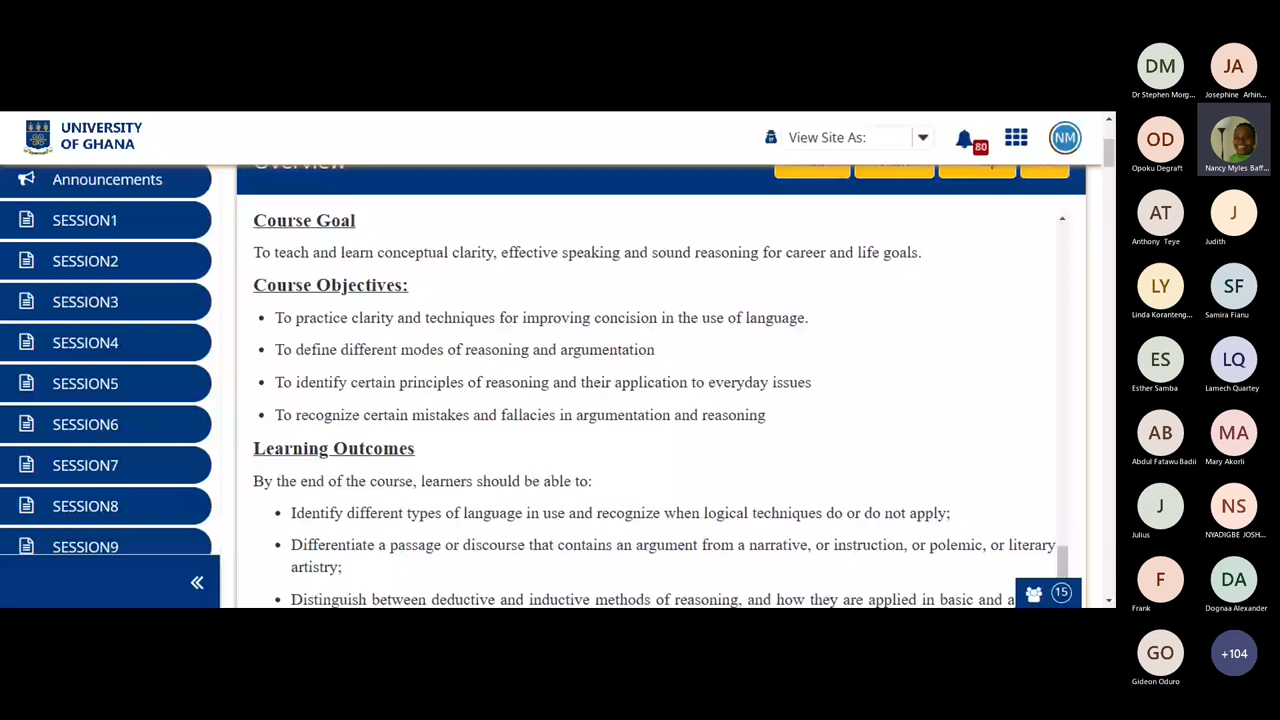 UNIVERSITY
OF GHANA
View Site As:
80
NM
Overview
Announcements
SESSION1
SESSION2
SESSION3
SESSION4
SESSION5
SESSION6
SESSION7
SESSION8
SESSION9
Course Goal
To teach and learn conceptual clarity, effective speaking and sound reasoning for career and life goals.
Course Objectives:
• To practice clarity and techniques for improving concision in the use of language.
• To define different modes of reasoning and argumentation
• To identify certain principles of reasoning and their application to everyday issues
• To recognize certain mistakes and fallacies in argumentation and reasoning
Learning Outcomes
By the end of the course, learners should be able to:
• Identify different types of language in use and recognize when logical techniques do or do not apply;
• Differentiate a passage or discourse that contains an argument from a narrative, or instruction, or polemic, or literary
artistry;
• Distinguish between deductive and inductive methods of reasoning, and how they are applied in basic and a
15
DM
Dr Stephen Morg...
JA
Josephine Arhin...
OD
Opoku Degraft
Nancy Myles Baff...
AT
Anthony Teye
J
Judith
LY
Linda Koranteng...
SF
Samira Fianu
ES
Esther Samba
LQ
Lamech Quartey
AB
Abdul Fatawu Badii
MA
Mary Akorli
J
Julius
NS
NYADIGBE JOSH...
F
Frank
DA
Dognaa Alexander
GO
Gideon Oduro
+104